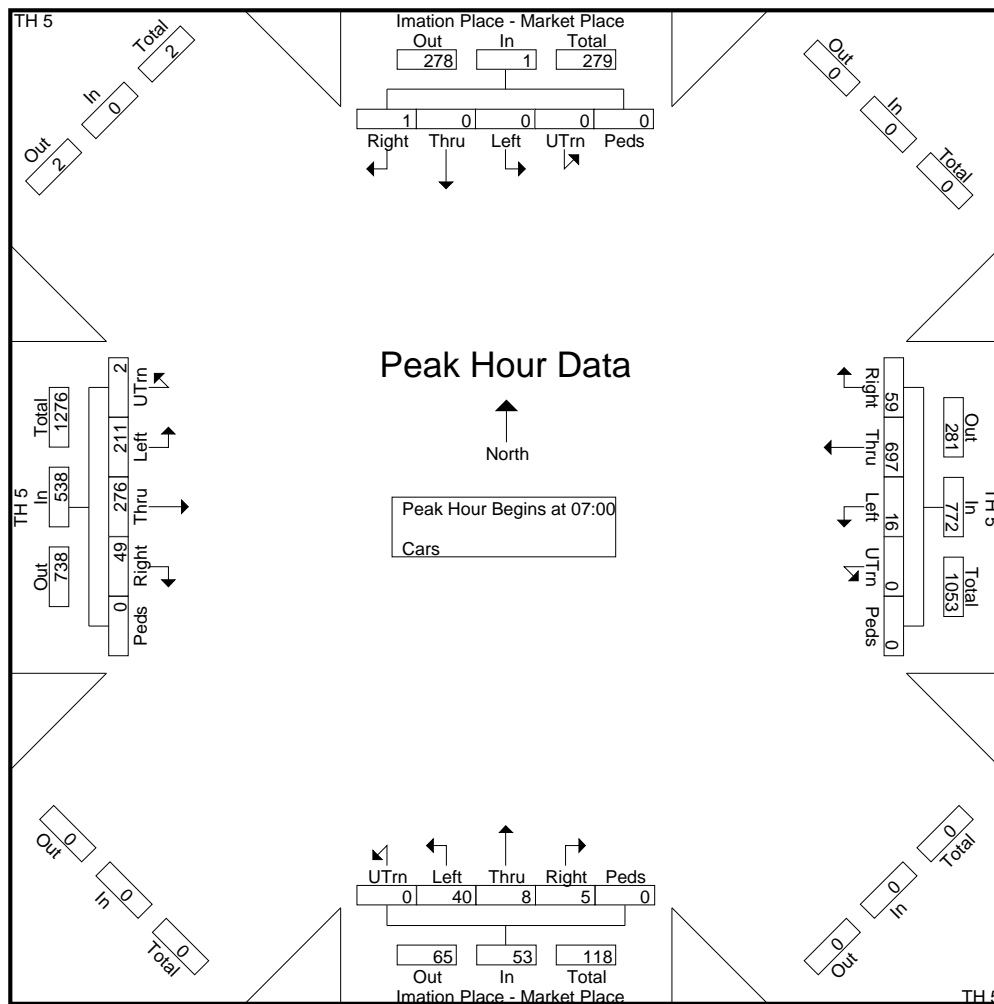 TH 5
Imation Place - Market Place
Out In Total
278 1 279
1 0 0 0 0
Right Thru Left UTrn Peds
Total 2
In 0
Out 2
Out 0
In 0
Total 0
Peak Hour Data
North
Peak Hour Begins at 07:00
Cars
TH 5
Total In Out
1276 538 738
2 211 276 49 0
UTrn Left Thru Right Peds
Right Thru Left UTrn Peds
59 697 16 0 0
Out In Total
281 772 1053
TH 5
Out 0
In 0
Total 0
Total 0
In 0
Out 0
UTrn Left Thru Right Peds
0 40 8 5 0
65 53 118
Out In Total
Imation Place - Market Place
TH 5